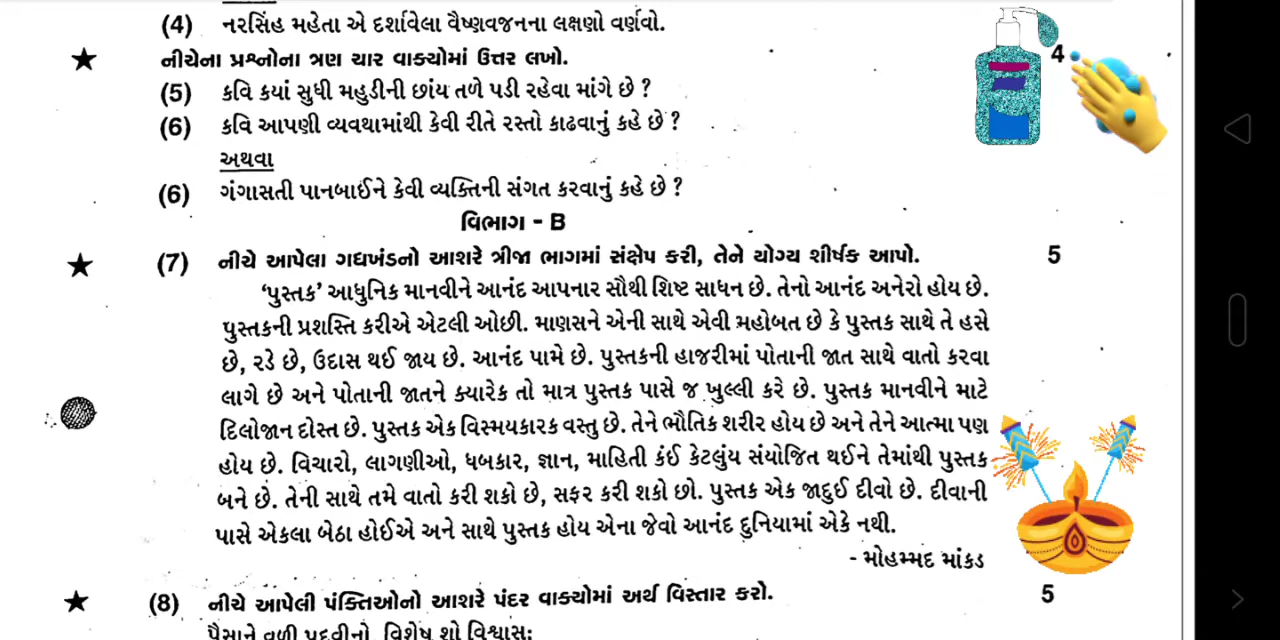 (4) નરસિંહ મહેતા એ દર્શાવેલા વૈષ્ણવજનના લક્ષણો વર્ણવો.
★ નીચેના પ્રશ્નોના ત્રણ ચાર વાક્યોમાં ઉત્તર લખો. 4
(5) કવિ કયાં સુધી મહુડીની છાંય તળે પડી રહેવા માંગે છે ?
(6) કવિ આપણી વ્યવથામાંથી કેવી રીતે રસ્તો કાઢવાનું કહે છે ?
અથવા
(6) ગંગાસતી પાનબાઈને કેવી વ્યક્તિની સંગત કરવાનું કહે છે ?
વિભાગ - B
★ (7) નીચે આપેલા ગદ્યખંડનો આશરે ત્રીજા ભાગમાં સંક્ષેપ કરી, તેને યોગ્ય શીર્ષક આપો. 5
'પુસ્તક' આધુનિક માનવીને આનંદ આપનાર સૌથી શિષ્ટ સાધન છે. તેનો આનંદ અનેરો હોય છે.
પુસ્તકની પ્રશસ્તિ કરીએ એટલી ઓછી. માણસને એની સાથે એવી મહોબત છે કે પુસ્તક સાથે તે હસે
છે, રડે છે, ઉદાસ થઈ જાય છે. આનંદ પામે છે. પુસ્તકની હાજરીમાં પોતાની જાત સાથે વાતો કરવા
લાગે છે અને પોતાની જાતને ક્યારેક તો માત્ર પુસ્તક પાસે જ ખુલ્લી કરે છે. પુસ્તક માનવીને માટે
દિલોજાન દોસ્ત છે. પુસ્તક એક વિસ્મયકારક વસ્તુ છે. તેને ભૌતિક શરીર હોય છે અને તેને આત્મા પણ
હોય છે. વિચારો, લાગણીઓ, ધબકાર, જ્ઞાન, માહિતી કંઈ કેટલુંય સંયોજિત થઈને તેમાંથી પુસ્તક
બને છે. તેની સાથે તમે વાતો કરી શકો છે, સફર કરી શકો છો. પુસ્તક એક જાદુઈ દીવો છે. દીવાની
પાસે એકલા બેઠા હોઈએ અને સાથે પુસ્તક હોય એના જેવો આનંદ દુનિયામાં એકે નથી.
- મોહમ્મદ માંકડ
★ (8) નીચે આપેલી પંક્તિઓનો આશરે પંદર વાક્યોમાં અર્થ વિસ્તાર કરો. 5
પૈસાને વળી પદવીનો, વિશેષ શો વિશ્વાસ;